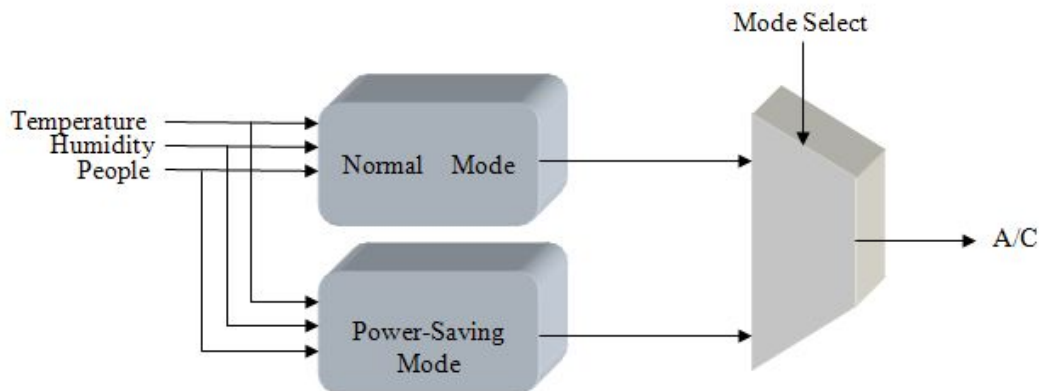 Mode Select
Temperature
Humidity
People
Normal Mode
A/C
Power-Saving
Mode